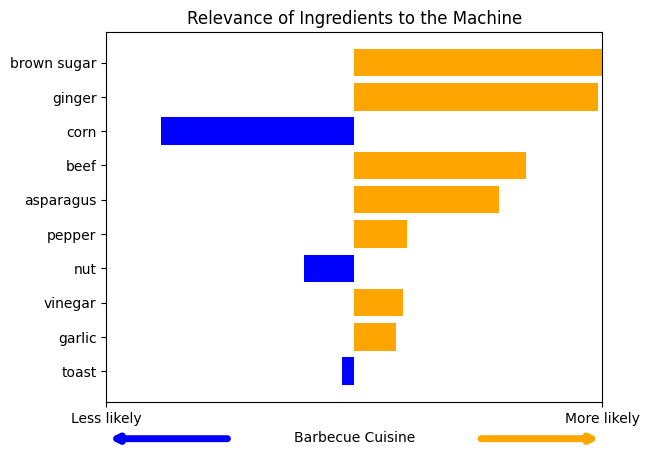 Relevance of Ingredients to the Machine
brown sugar
ginger
corn
beef
asparagus
pepper
nut
vinegar
garlic
toast
Less likely
More likely
Barbecue Cuisine